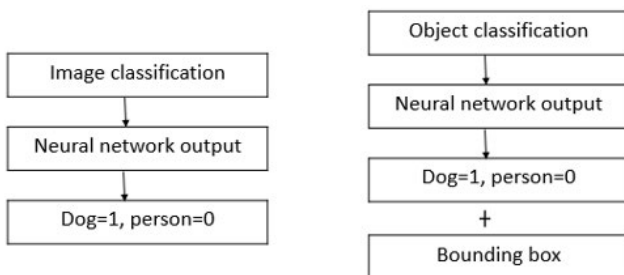 Image classification
Neural network output
Dog=1, person=0
Object classification
Neural network output
Dog=1, person=0
+
Bounding box